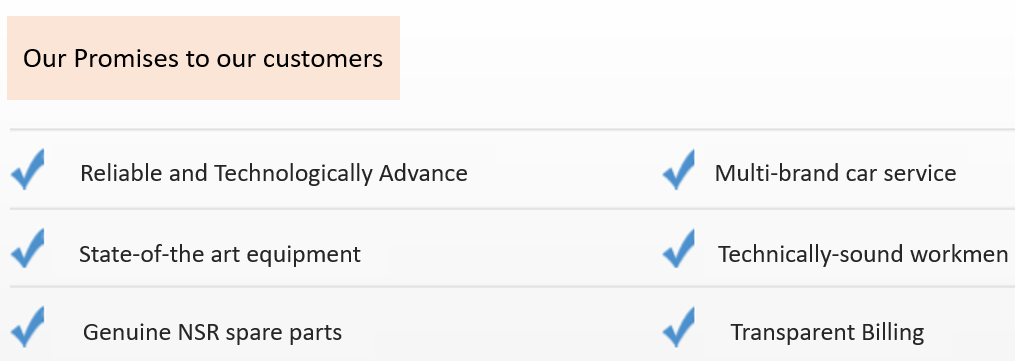 Our Promises to our customers
Reliable and Technologically Advance
Multi-brand car service
State-of-the art equipment
Technically-sound workmen
Genuine NSR spare parts
Transparent Billing